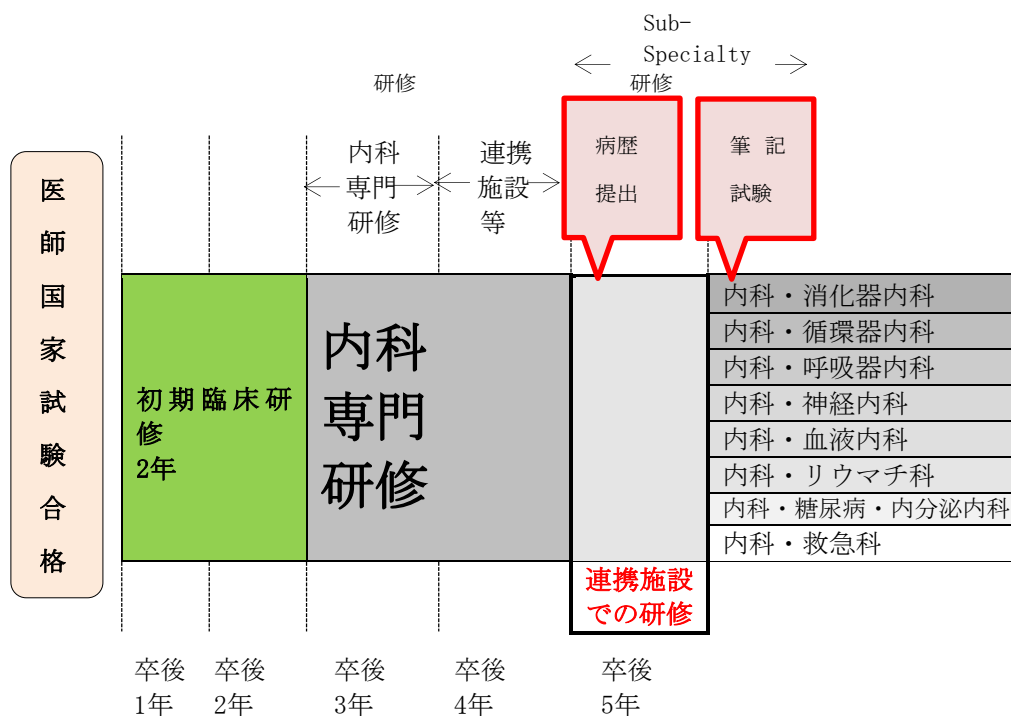 Sub-
Specialty
研修
研修
医師国家試験合格
内科
専門
研修
連携
施設
等
病歴
提出
筆 記
試験
初期臨床研
修
2年
内科
専門
研修
内科・消化器内科
内科・循環器内科
内科・呼吸器内科
内科・神経内科
内科・血液内科
内科・リウマチ科
内科・糖尿病・内分泌内科
内科・救急科
連携施設
での研修
卒後
1年
卒後
2年
卒後
3年
卒後
4年
卒後
5年